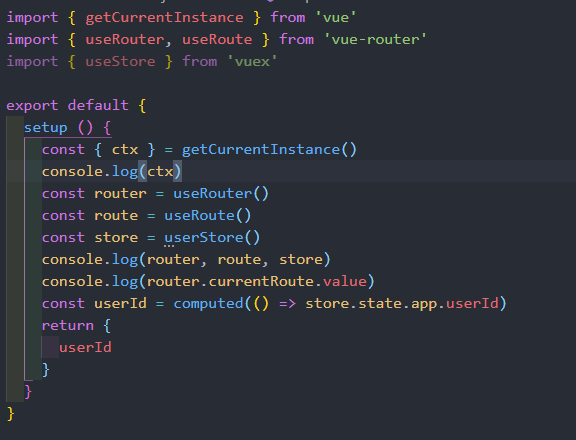 import { getCurrentInstance } from 'vue'
import { useRouter, useRoute } from 'vue-router'
import { useStore } from 'vuex'
export default {
setup () {
const { ctx } = getCurrentInstance()
console.log(ctx)
const router = useRouter()
const route = useRoute()
const store = userStore()
console.log(router, route, store)
console.log(router.currentRoute.value)
const userId = computed(() => store.state.app.userId)
return {
userId
}
}
}